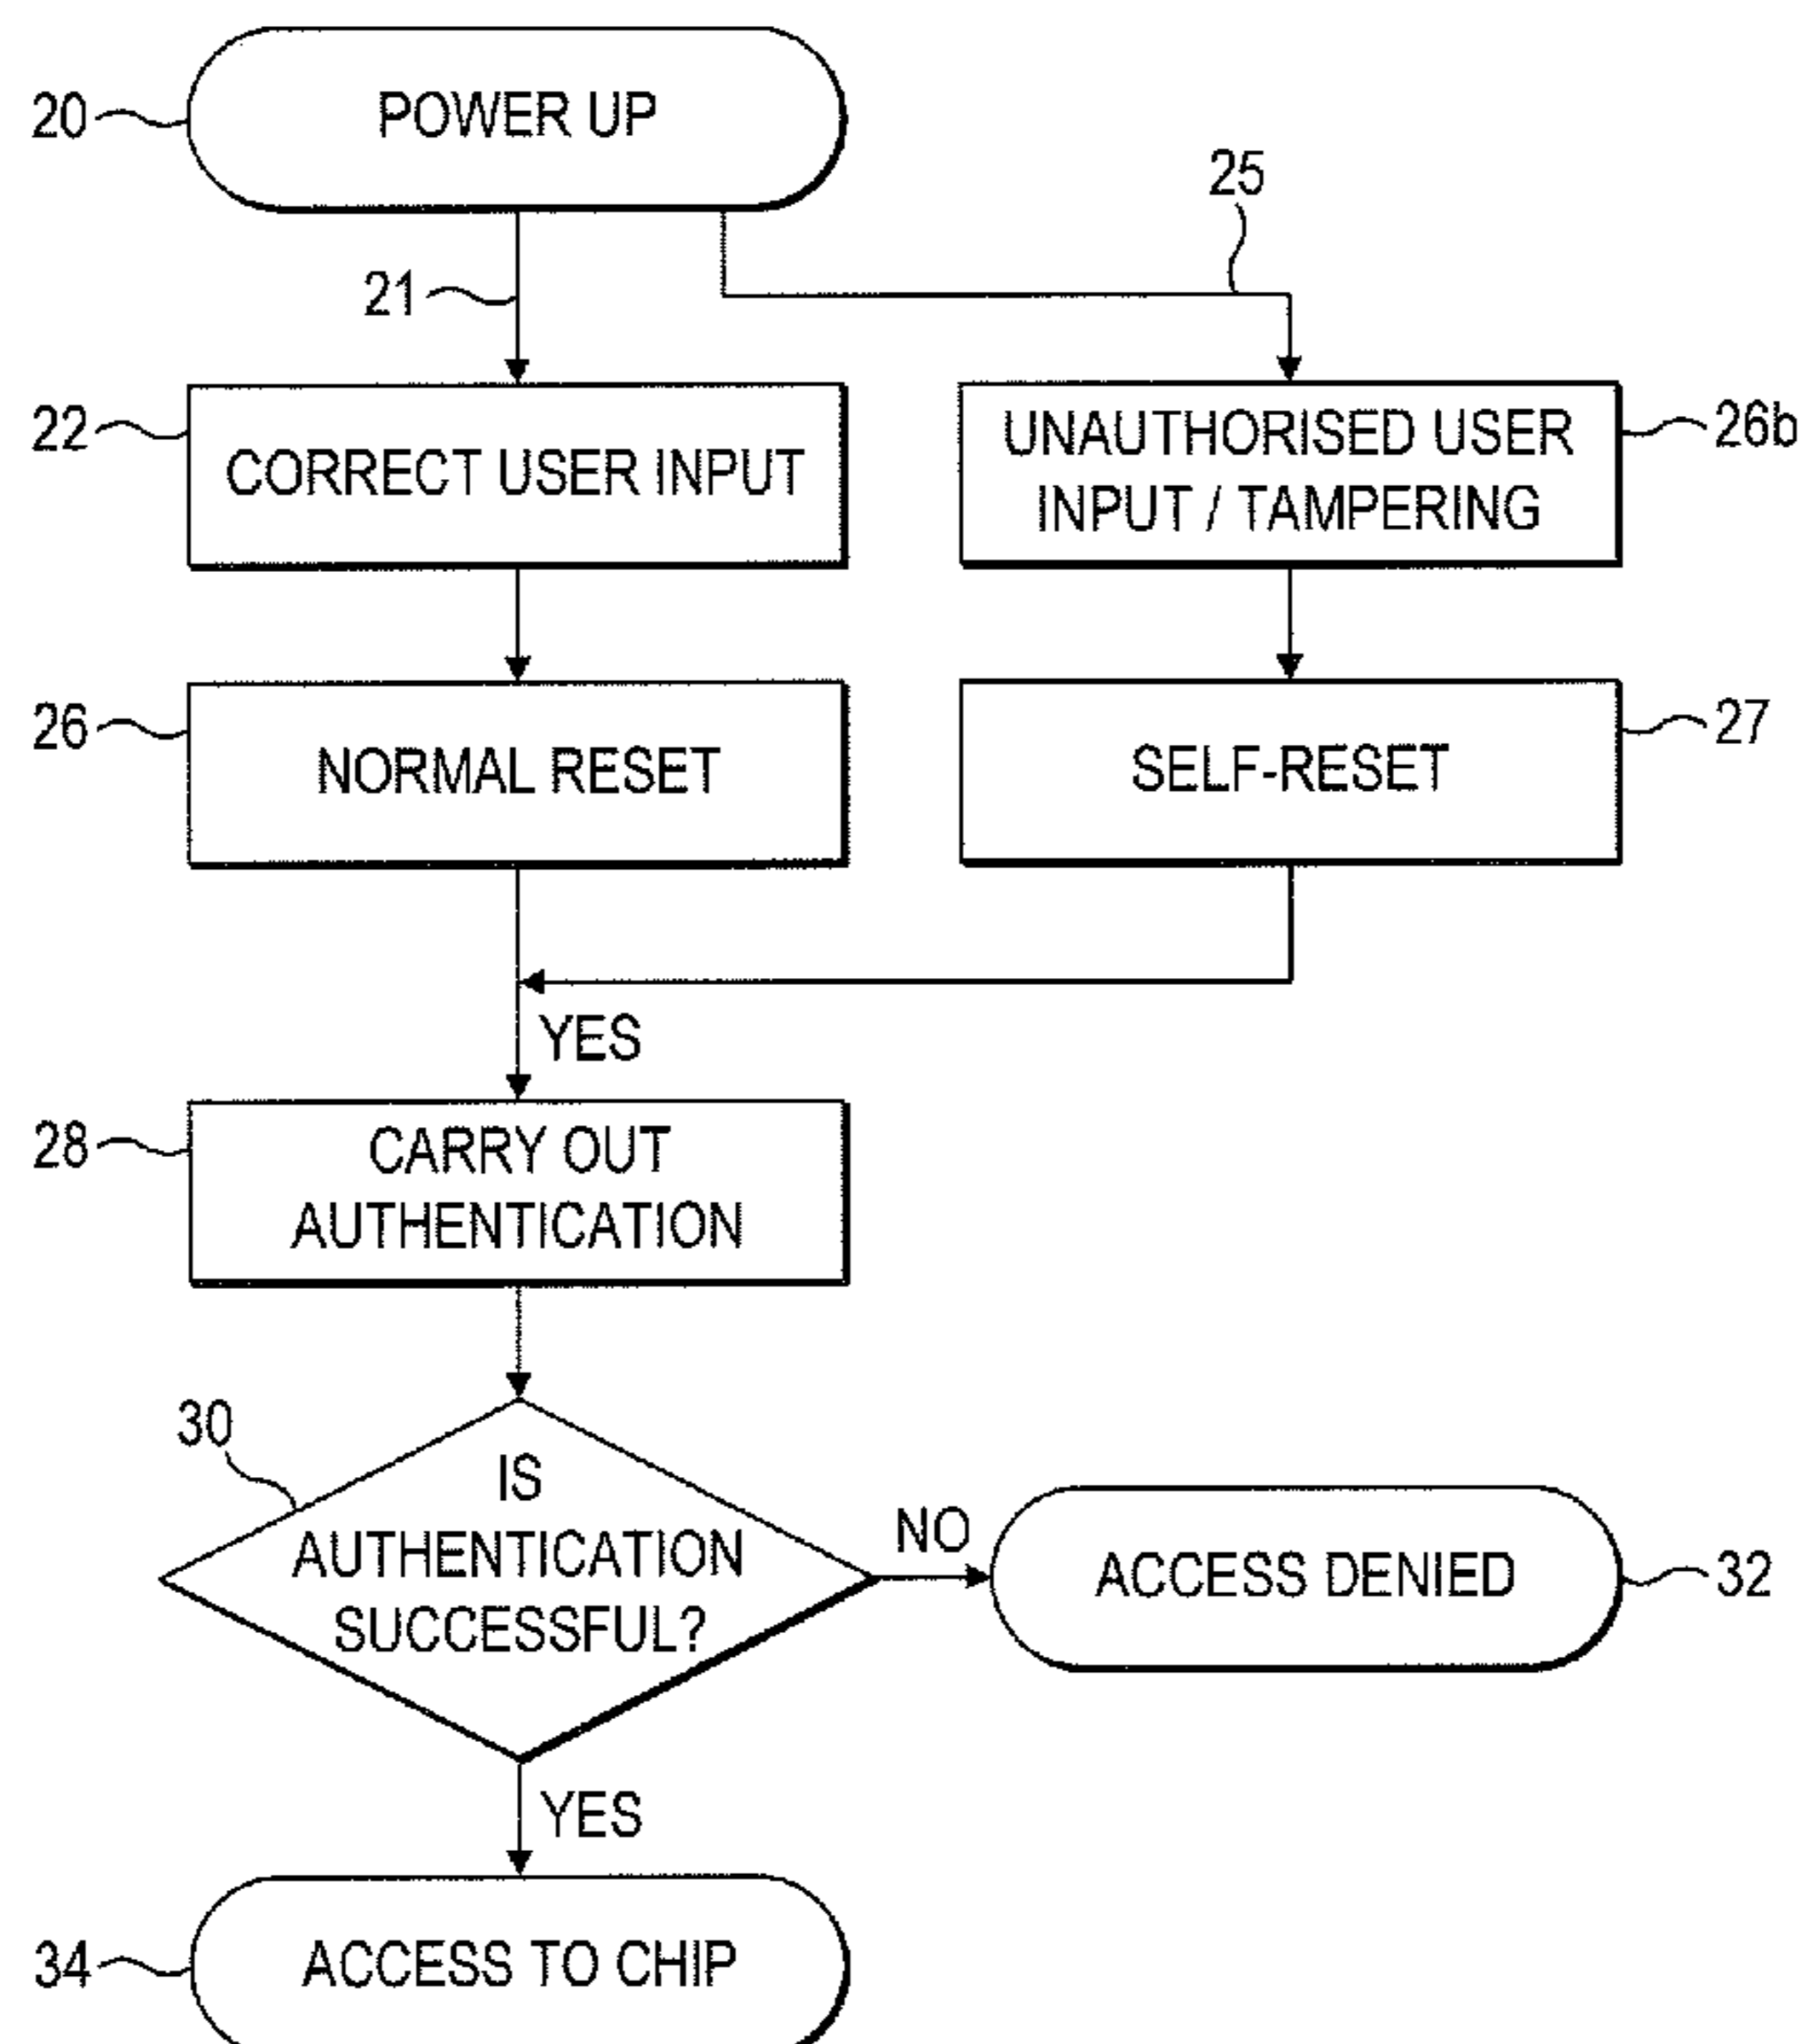 20
POWER UP
25
21
22
CORRECT USER INPUT
UNAUTHORISED USER
INPUT / TAMPERING
26b
26
NORMAL RESET
SELF-RESET
27
YES
28
CARRY OUT
AUTHENTICATION
30
IS
AUTHENTICATION
SUCCESSFUL?
NO
ACCESS DENIED
32
YES
34
ACCESS TO CHIP